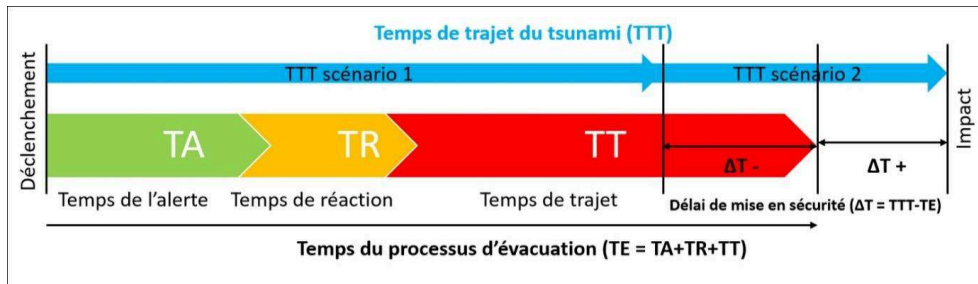 Temps de trajet du tsunami (TTT)
Déclenchement
TTT scénario 1
TTT scénario 2
Impact
TA
TR
TT
ΔT -
ΔT +
Temps de l'alerte
Temps de réaction
Temps de trajet
Délai de mise en sécurité (ΔT = TTT-TE)
Temps du processus d'évacuation (TE = TA+TR+TT)